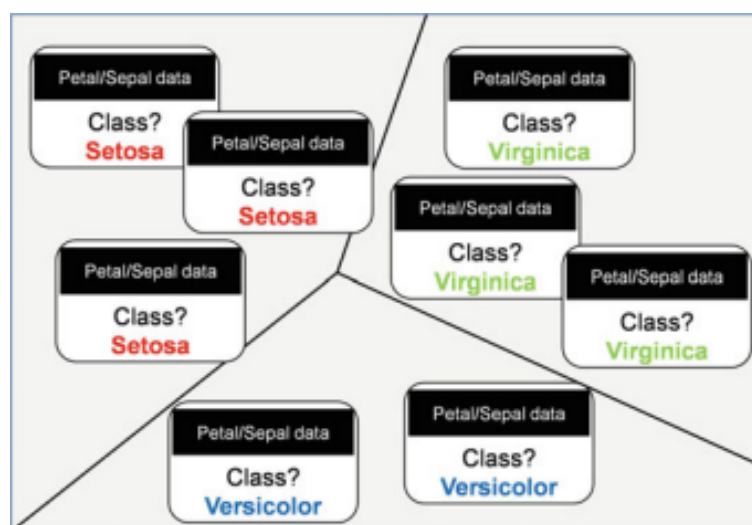 Petal/Sepal data
Class?
Setosa
Petal/Sepal data
Class?
Setosa
Petal/Sepal data
Class?
Setosa
Petal/Sepal data
Class?
Virginica
Petal/Sepal data
Class?
Virginica
Petal/Sepal data
Class?
Virginica
Petal/Sepal data
Class?
Versicolor
Petal/Sepal data
Class?
Versicolor